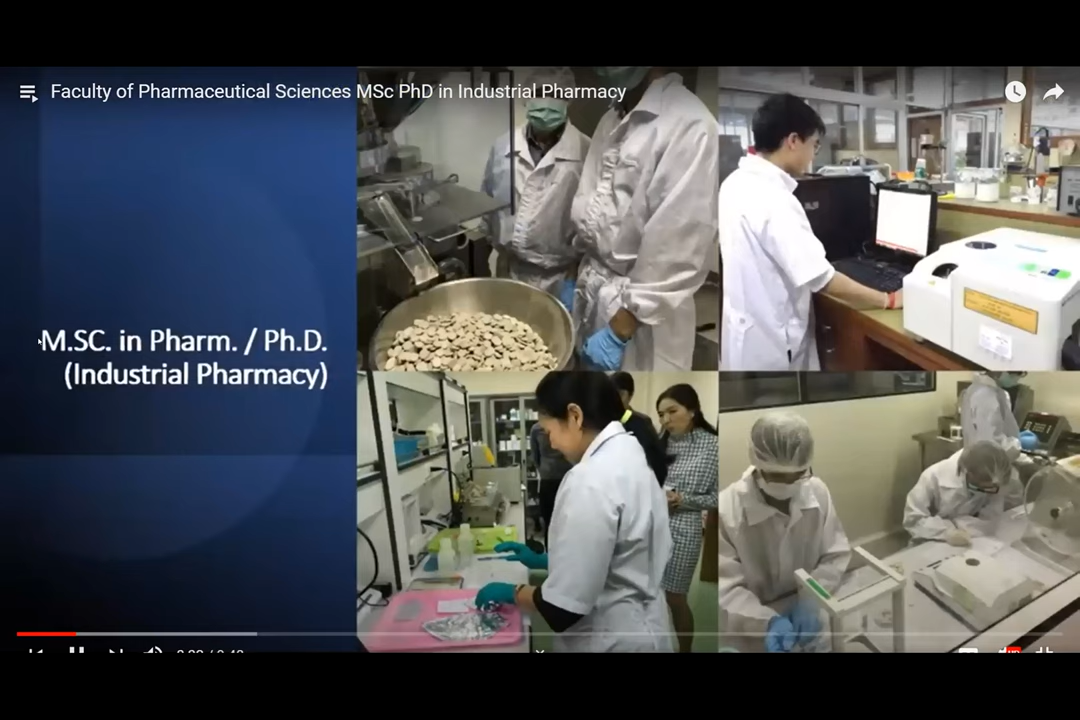 Faculty of Pharmaceutical Sciences MSc PhD in Industrial Pharmacy
M.SC. in Pharm. / Ph.D.
(Industrial Pharmacy)